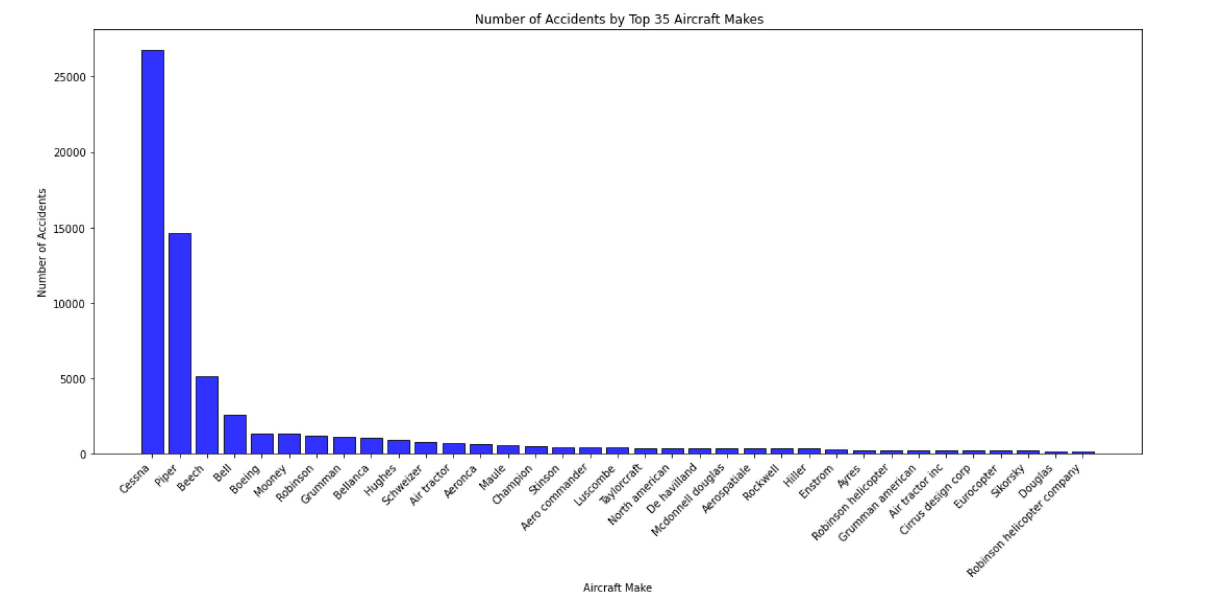 Number of Accidents by Top 35 Aircraft Makes
Number of Accidents
25000
20000
15000
10000
5000
0
Cessna
Piper
Beech
Bell
Boeing
Mooney
Robinson
Grumman
Bellanca
Hughes
Schweizer
Air tractor
Aeronca
Maule
Champion
Stinson
Aero commander
Luscombe
Taylorcraft
North american
De havilland
Mcdonnell douglas
Aerospatiale
Rockwell
Hiller
Enstrom
Ayres
Robinson helicopter
Grumman american
Air tractor inc
Cirrus design corp
Eurocopter
Sikorsky
Douglas
Robinson helicopter company
Aircraft Make